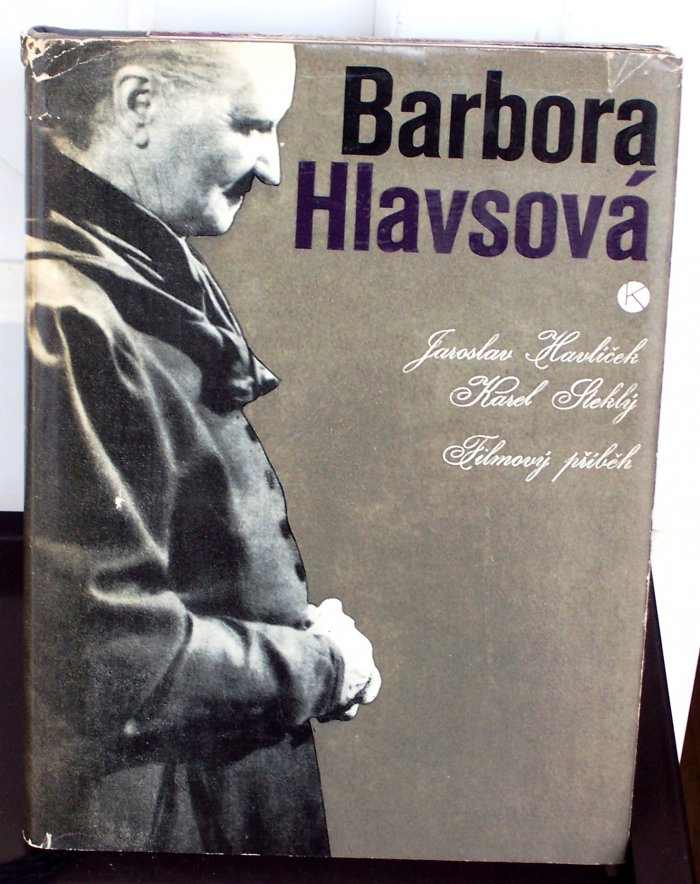 Barbora
Hlavsová
K
Jaroslav Havlíček
Karel Steklý
Filmový příběh